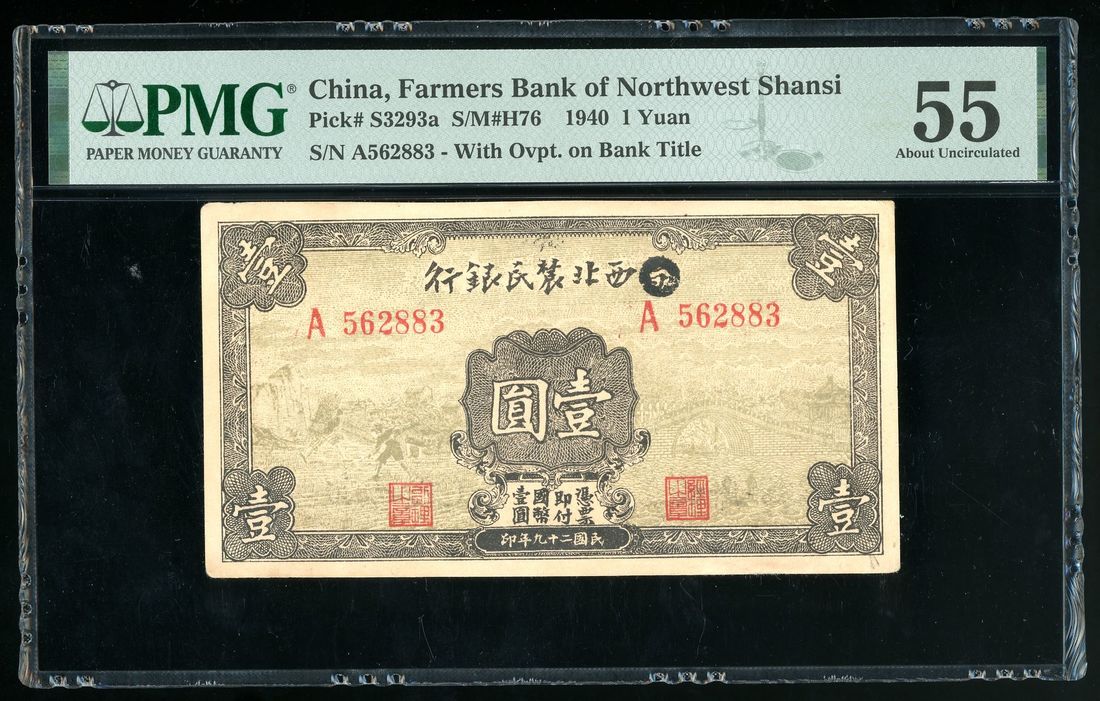 PMG®
PAPER MONEY GUARANTY
China, Farmers Bank of Northwest Shansi
Pick# S3293a S/M#H76 1940 1 Yuan
S/N A562883 - With Ovpt. on Bank Title
55
About Uncirculated
壹
壹
西北農民銀行
A 562883
A 562883
壹圓
憑票
即付
國幣
壹圓
壹
壹
民國二十九年印